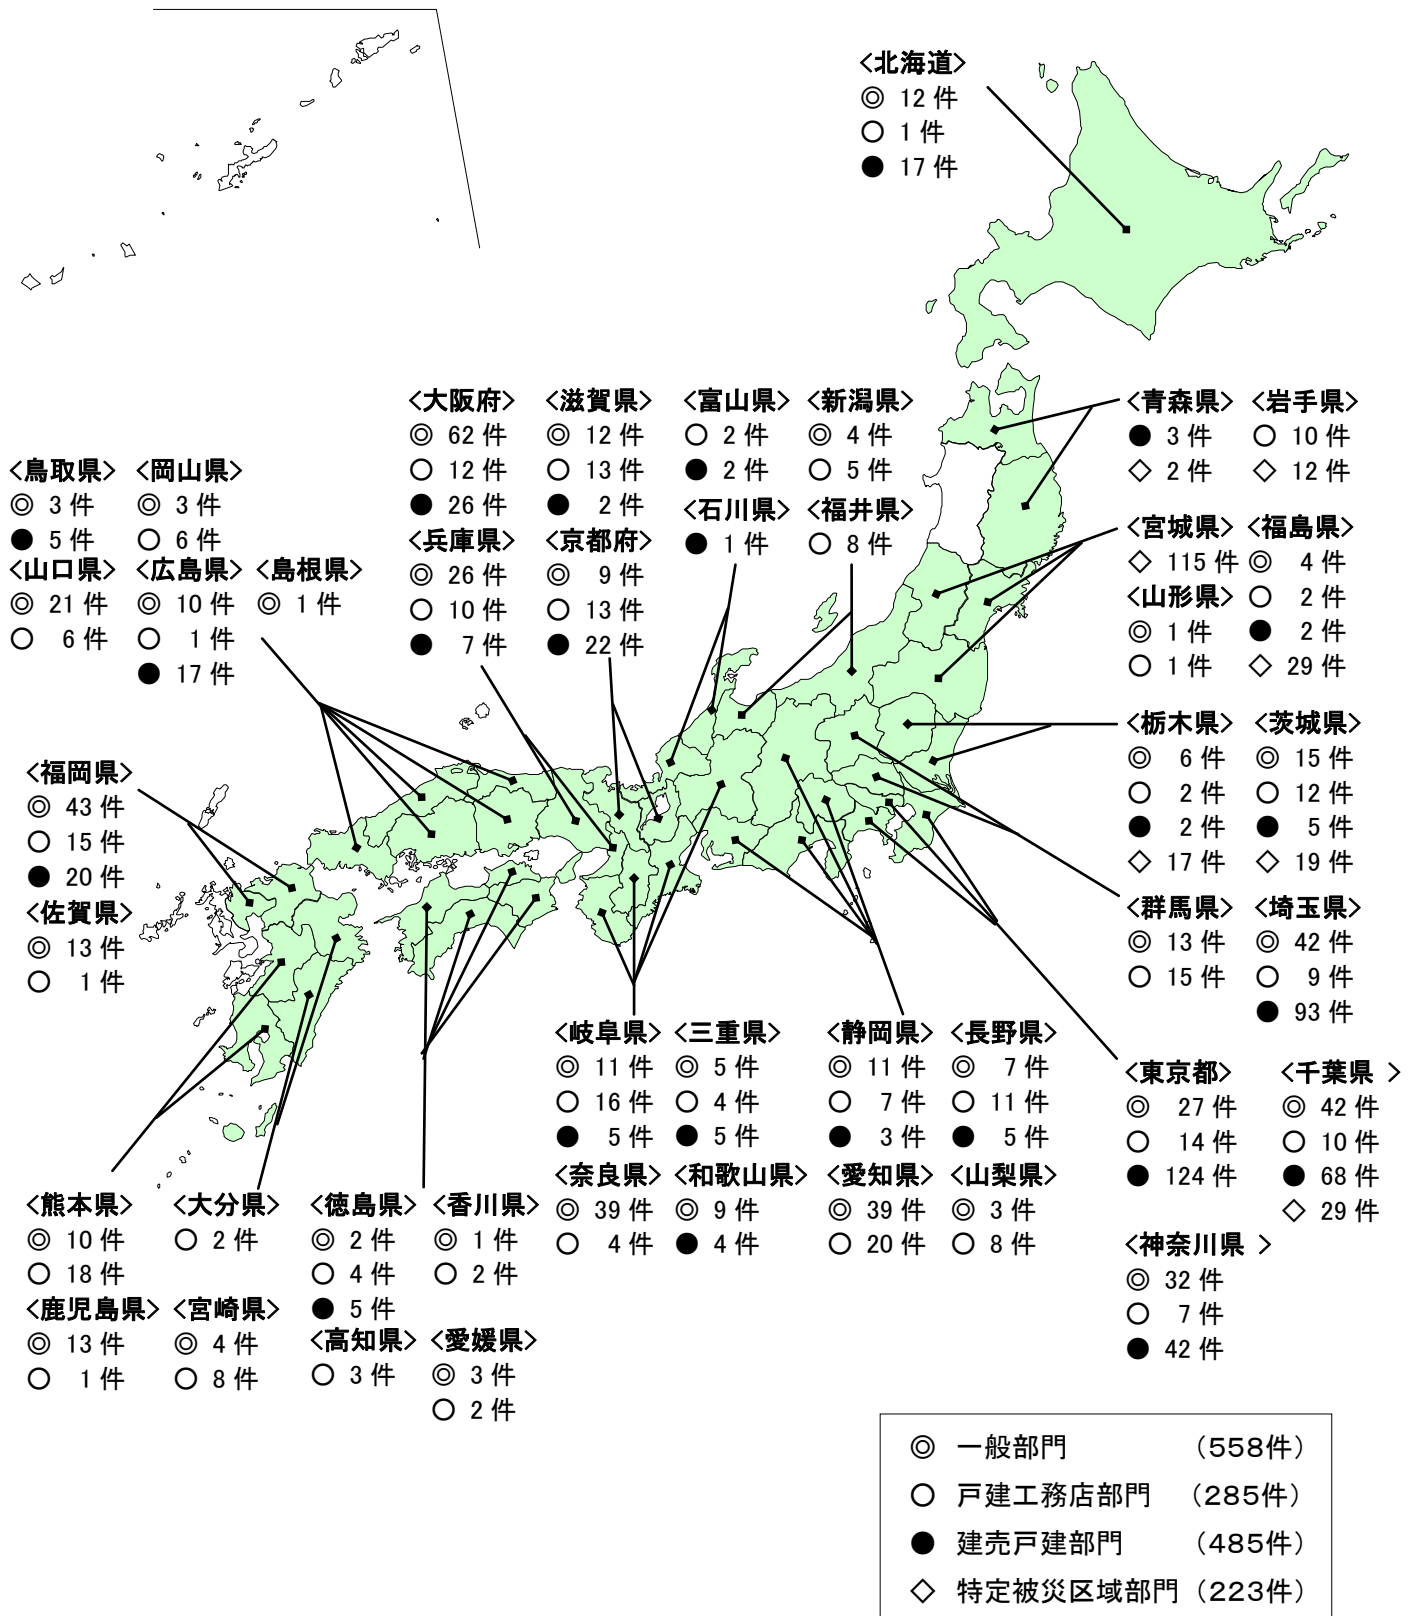 <北海道>
◎ 12 件
○ 1 件
● 17 件
<大阪府>
◎ 62 件
○ 12 件
● 26 件
<兵庫県>
◎ 26 件
○ 10 件
● 7 件
<滋賀県>
◎ 12 件
○ 13 件
● 2 件
<京都府>
◎ 9 件
○ 13 件
● 22 件
<富山県>
○ 2 件
● 2 件
<石川県>
● 1 件
<新潟県>
◎ 4 件
○ 5 件
<福井県>
○ 8 件
<青森県>
● 3 件
◇ 2 件
<岩手県>
○ 10 件
◇ 12 件
<宮城県>
◇ 115 件
<山形県>
◎ 1 件
○ 1 件
<福島県>
◎ 4 件
○ 2 件
● 2 件
◇ 29 件
<鳥取県>
◎ 3 件
● 5 件
<山口県>
◎ 21 件
○ 6 件
<岡山県>
◎ 3 件
○ 6 件
<広島県>
◎ 10 件
○ 1 件
● 17 件
<島根県>
◎ 1 件
<栃木県>
◎ 6 件
○ 2 件
● 2 件
◇ 17 件
<茨城県>
◎ 15 件
○ 12 件
● 5 件
◇ 19 件
<群馬県>
◎ 13 件
○ 15 件
<埼玉県>
◎ 42 件
○ 9 件
● 93 件
<福岡県>
◎ 43 件
○ 15 件
● 20 件
<佐賀県>
◎ 13 件
○ 1 件
<岐阜県>
◎ 11 件
○ 16 件
● 5 件
<奈良県>
◎ 39 件
○ 4 件
<三重県>
◎ 5 件
○ 4 件
● 5 件
<和歌山県>
◎ 9 件
● 4 件
<静岡県>
◎ 11 件
○ 7 件
● 3 件
<愛知県>
◎ 39 件
○ 20 件
<長野県>
◎ 7 件
○ 11 件
● 5 件
<山梨県>
◎ 3 件
○ 8 件
<東京都>
◎ 27 件
○ 14 件
● 124 件
<千葉県 >
◎ 42 件
○ 10 件
● 68 件
◇ 29 件
<神奈川県 >
◎ 32 件
○ 7 件
● 42 件
<熊本県>
◎ 10 件
○ 18 件
<鹿児島県>
◎ 13 件
○ 1 件
<大分県>
○ 2 件
<宮崎県>
◎ 4 件
○ 8 件
<徳島県>
◎ 2 件
○ 4 件
● 5 件
<高知県>
○ 3 件
<香川県>
◎ 1 件
○ 2 件
<愛媛県>
◎ 3 件
○ 2 件
◎ 一般部門 （558件）
○ 戸建工務店部門 （285件）
● 建売戸建部門 （485件）
◇ 特定被災区域部門（223件）